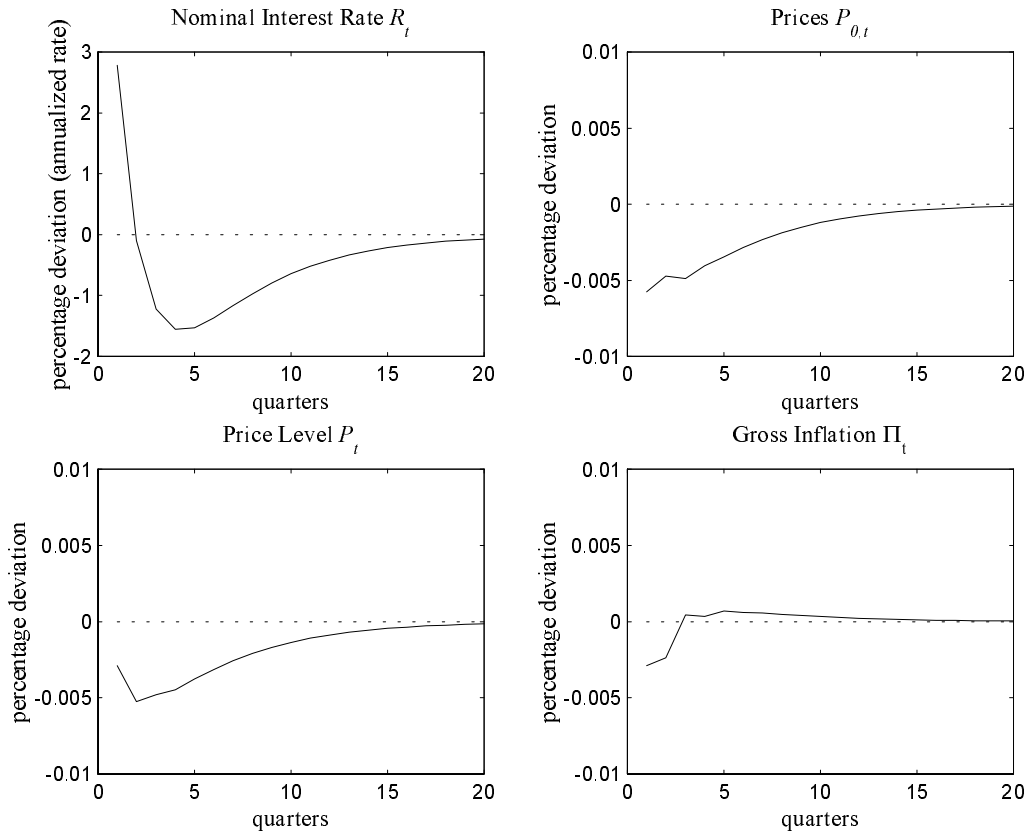 Nominal Interest Rate R_t
percentage deviation (annualized rate)
3
2
1
0
-1
-2
0 5 10 15 20
quarters
Prices P_0,t
percentage deviation
0.01
0.005
0
-0.005
-0.01
0 5 10 15 20
quarters
Price Level P_t
percentage deviation
0.01
0.005
0
-0.005
-0.01
0 5 10 15 20
quarters
Gross Inflation Π_t
percentage deviation
0.01
0.005
0
-0.005
-0.01
0 5 10 15 20
quarters